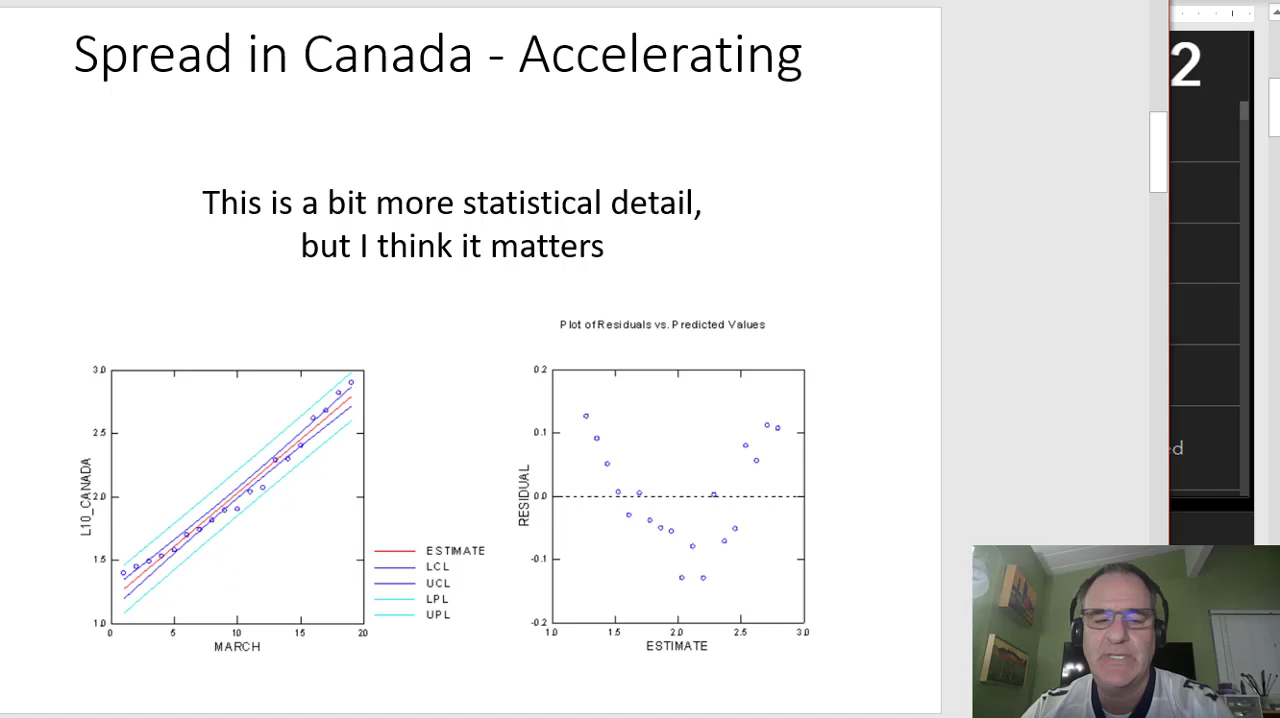 Spread in Canada - Accelerating
2
This is a bit more statistical detail,
but I think it matters
Plot of Residuals vs. Predicted Values
3.0
2.5
2.0
1.5
1.0
L10_CANADA
0
5
10
15
20
MARCH
ESTIMATE
LCL
UCL
LPL
UPL
0.2
0.1
0.0
-0.1
-0.2
RESIDUAL
1.0
1.5
2.0
2.5
3.0
ESTIMATE
ed